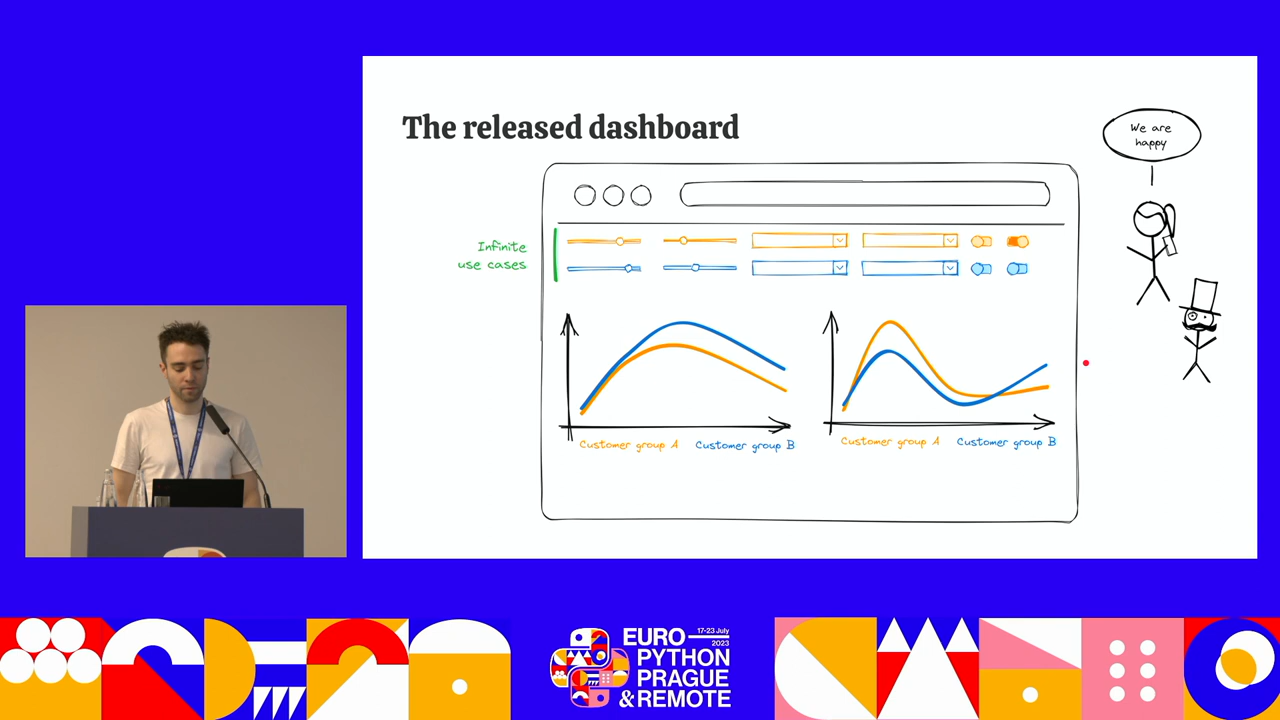 The released dashboard
We are
happy
Infinite
use cases
Customer group A
Customer group B
Customer group A
Customer group B
17-23 July
2023
EURO
PYTHON
PRAGUE
& REMOTE